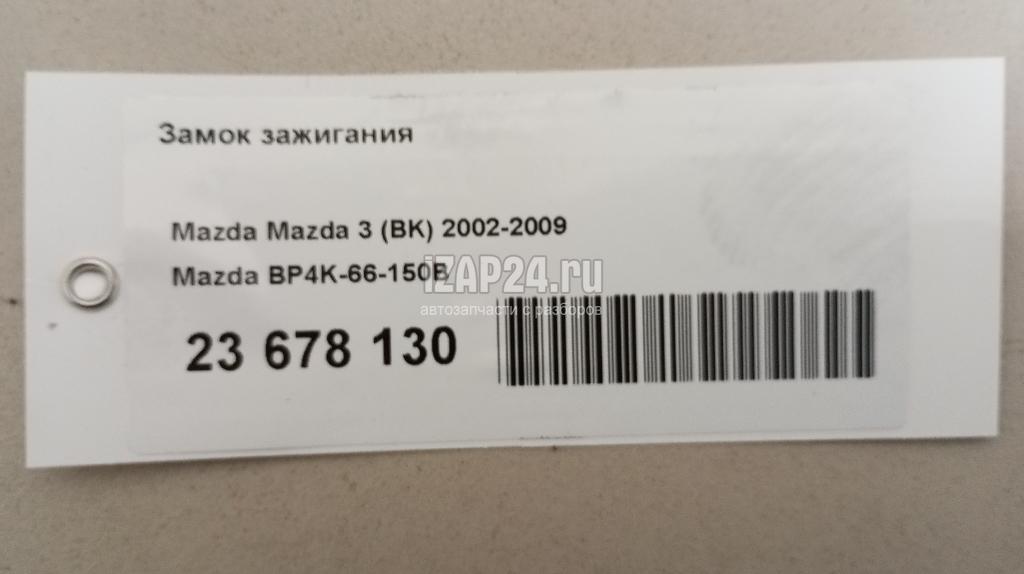 Замок зажигания
Mazda Mazda 3 (BK) 2002-2009
Mazda BP4K-66-150B
iZAP24.ru
автозапчасти с разборов
23 678 130